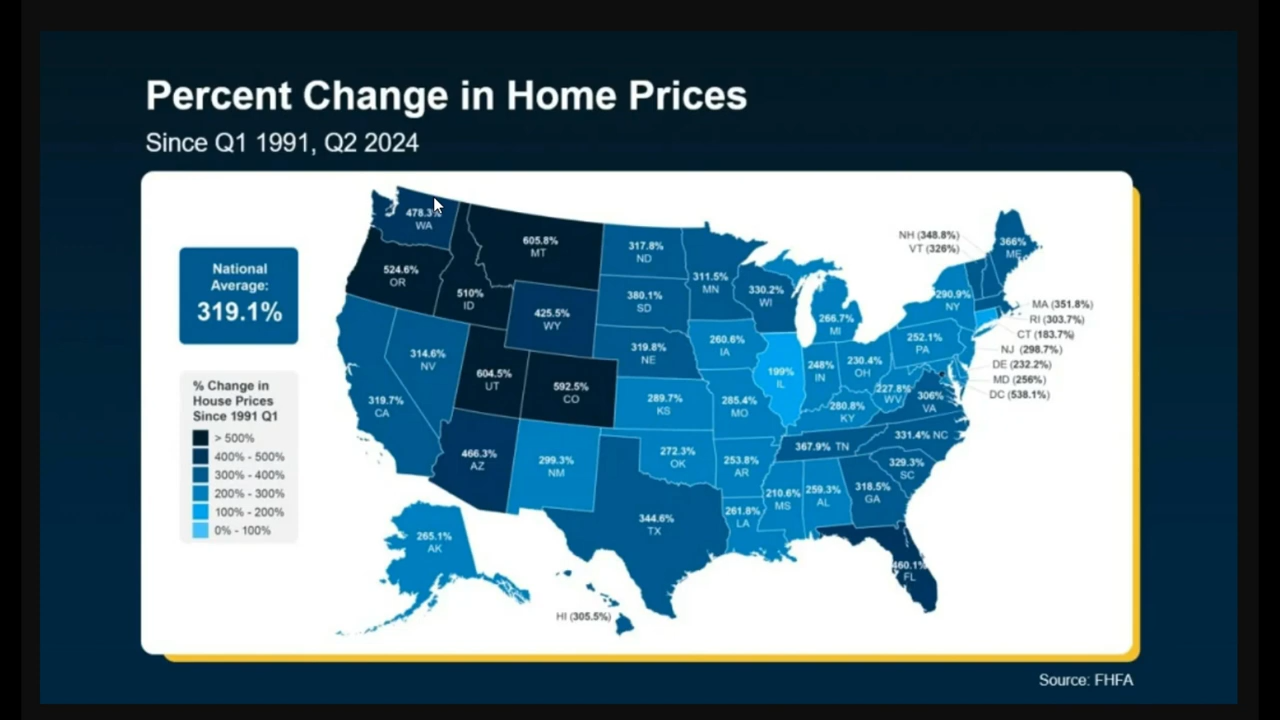 Percent Change in Home Prices
Since Q1 1991, Q2 2024
National
Average:
319.1%
% Change in
House Prices
Since 1991 Q1
> 500%
400% - 500%
300% - 400%
200% - 300%
100% - 200%
0% - 100%
478.3%
WA
524.6%
OR
510%
ID
605.8%
MT
425.5%
WY
314.6%
NV
319.7%
CA
604.5%
UT
592.5%
CO
466.3%
AZ
299.3%
NM
317.8%
ND
380.1%
SD
319.8%
NE
289.7%
KS
272.3%
OK
344.6%
TX
311.5%
MN
260.6%
IA
285.4%
MO
253.8%
AR
261.8%
LA
330.2%
WI
199%
IL
266.7%
MI
248%
IN
230.4%
OH
280.8%
KY
367.9% TN
210.6%
MS
259.3%
AL
318.5%
GA
460.1%
FL
329.3%
SC
331.4% NC
306%
VA
227.8%
WV
252.1%
PA
290.9%
NY
366%
ME
NH (348.8%)
VT (326%)
MA (351.8%)
RI (303.7%)
CT (183.7%)
NJ (298.7%)
DE (232.2%)
MD (256%)
DC (538.1%)
265.1%
AK
HI (305.5%)
Source: FHFA